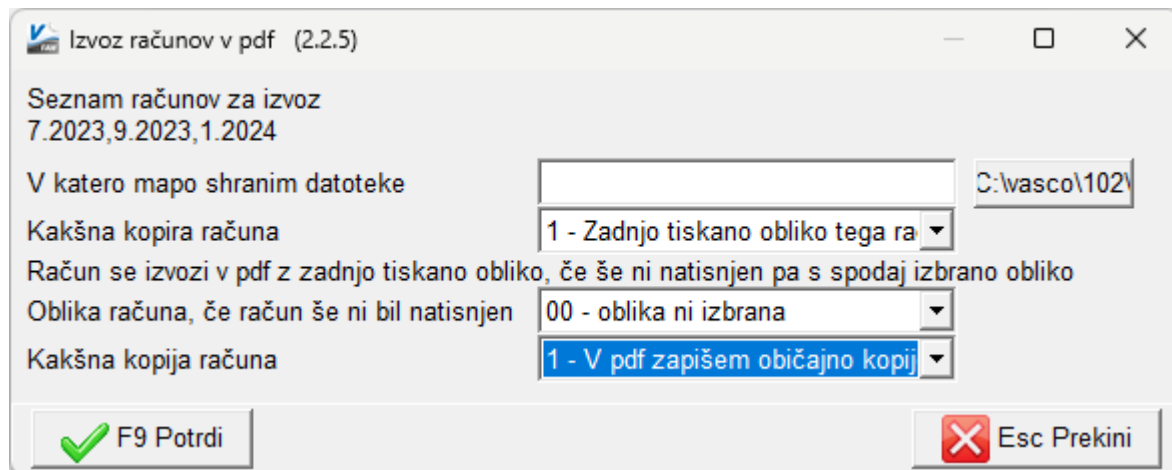 Izvoz računov v pdf (2.2.5)
Seznam računov za izvoz
7.2023,9.2023,1.2024
V katero mapo shranim datoteke C:\vasco\102\
Kakšna kopira računa 1 - Zadnjo tiskano obliko tega ra
Račun se izvozi v pdf z zadnjo tiskano obliko, če še ni natisnjen pa s spodaj izbrano obliko
Oblika računa, če račun še ni bil natisnjen 00 - oblika ni izbrana
Kakšna kopija računa 1 - V pdf zapišem običajno kopij
F9 Potrdi Esc Prekini